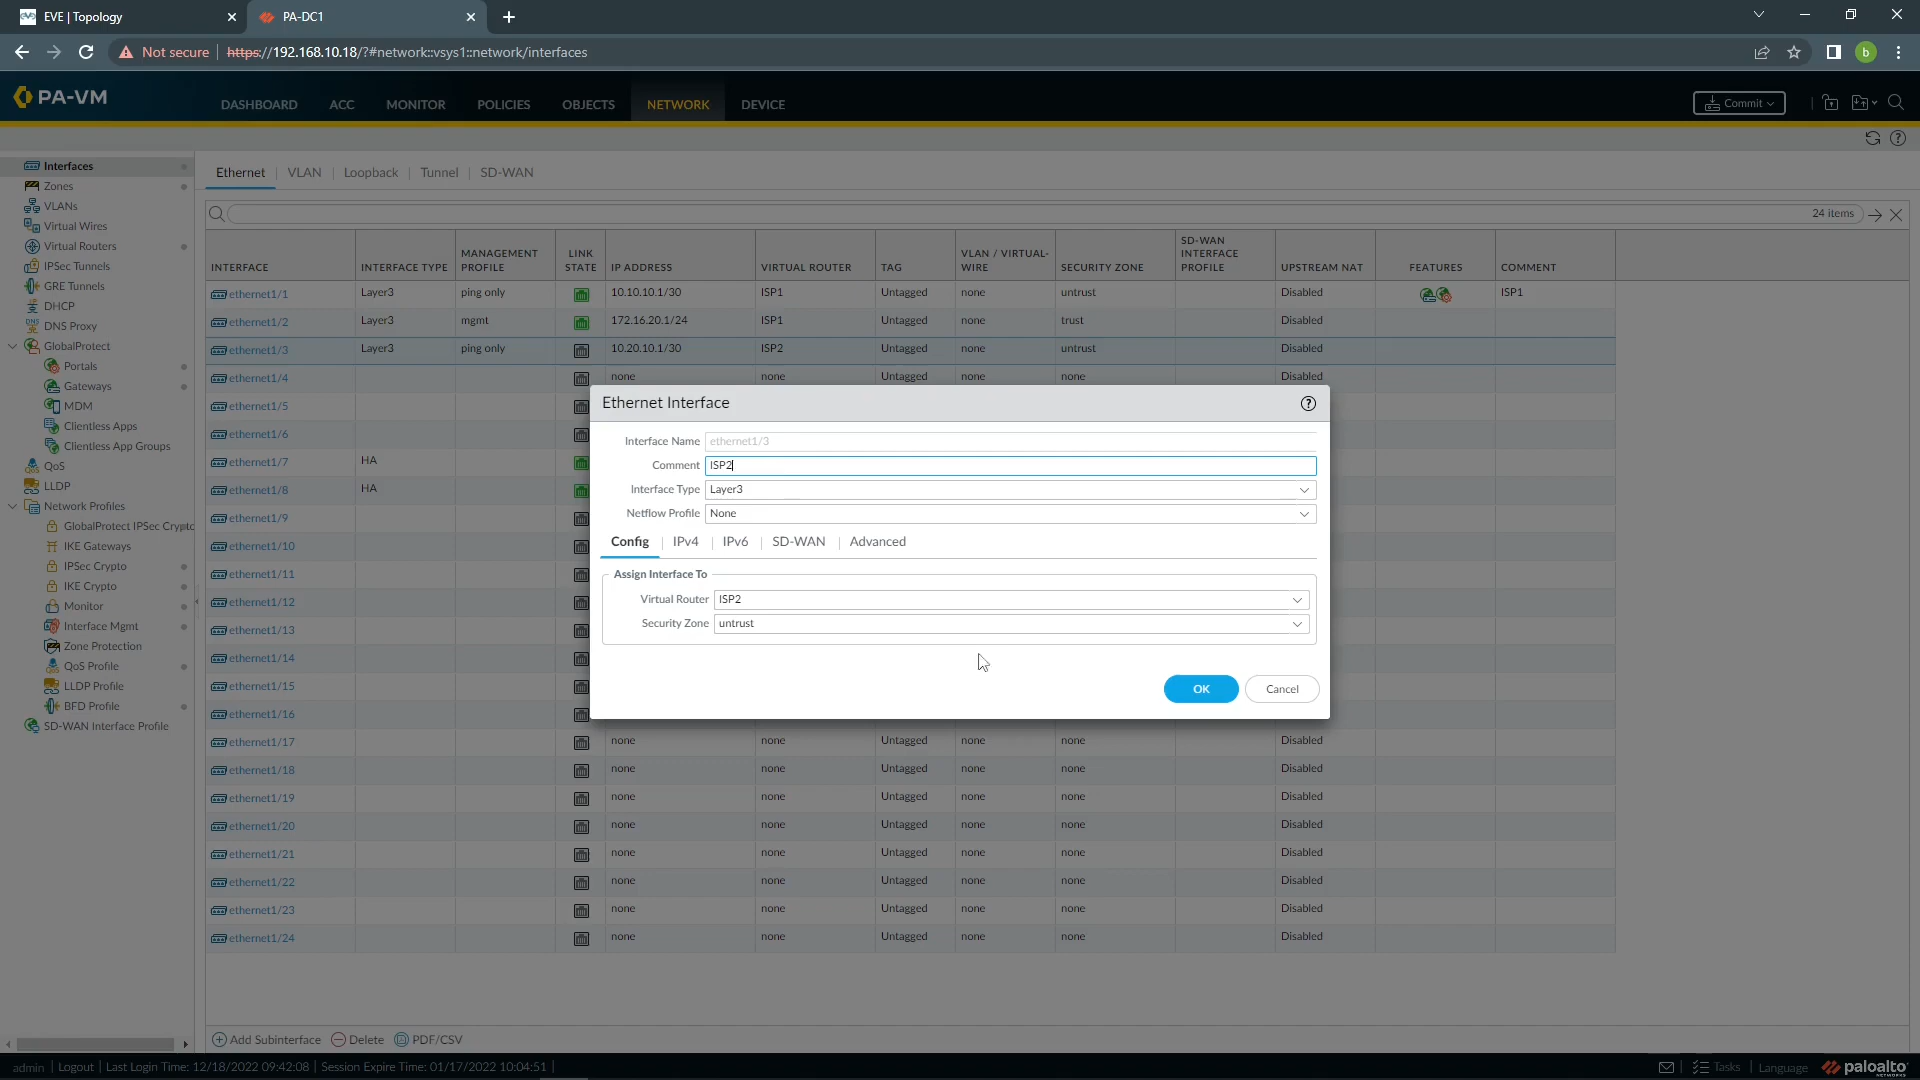 EVE | Topology
PA-DC1
Not secure | https://192.168.10.18/?#network::vsys1::network/interfaces
b
PA-VM
DASHBOARD ACC MONITOR POLICIES OBJECTS NETWORK DEVICE
Commit
Interfaces
Zones
VLANs
Virtual Wires
Virtual Routers
IPSec Tunnels
GRE Tunnels
DHCP
DNS Proxy
GlobalProtect
Portals
Gateways
MDM
Clientless Apps
Clientless App Groups
QoS
LLDP
Network Profiles
GlobalProtect IPSec Crypto
IKE Gateways
IPSec Crypto
IKE Crypto
Monitor
Interface Mgmt
Zone Protection
QoS Profile
LLDP Profile
BFD Profile
SD-WAN Interface Profile
Ethernet | VLAN | Loopback | Tunnel | SD-WAN
24 items
INTERFACE INTERFACE TYPE MANAGEMENT PROFILE LINK STATE IP ADDRESS VIRTUAL ROUTER TAG VLAN / VIRTUAL-WIRE SECURITY ZONE SD-WAN INTERFACE PROFILE UPSTREAM NAT FEATURES COMMENT
ethernet1/1 Layer3 ping only 10.10.10.1/30 ISP1 Untagged none untrust Disabled ISP1
ethernet1/2 Layer3 mgmt 172.16.20.1/24 ISP1 Untagged none trust Disabled
ethernet1/3 Layer3 ping only 10.20.10.1/30 ISP2 Untagged none untrust Disabled
ethernet1/4 none none Untagged none none Disabled
ethernet1/5
ethernet1/6
ethernet1/7 HA
ethernet1/8 HA
ethernet1/9
ethernet1/10
ethernet1/11
ethernet1/12
ethernet1/13
ethernet1/14
ethernet1/15
ethernet1/16
ethernet1/17 none none Untagged none none Disabled
ethernet1/18 none none Untagged none none Disabled
ethernet1/19 none none Untagged none none Disabled
ethernet1/20 none none Untagged none none Disabled
ethernet1/21 none none Untagged none none Disabled
ethernet1/22 none none Untagged none none Disabled
ethernet1/23 none none Untagged none none Disabled
ethernet1/24 none none Untagged none none Disabled
Ethernet Interface
Interface Name ethernet1/3
Comment ISP2
Interface Type Layer3
Netflow Profile None
Config | IPv4 | IPv6 | SD-WAN | Advanced
Assign Interface To
Virtual Router ISP2
Security Zone untrust
OK Cancel
Add Subinterface Delete PDF/CSV
admin | Logout | Last Login Time: 12/18/2022 09:42:08 | Session Expire Time: 01/17/2022 10:04:51 |
Tasks | Language paloalto NETWORKS